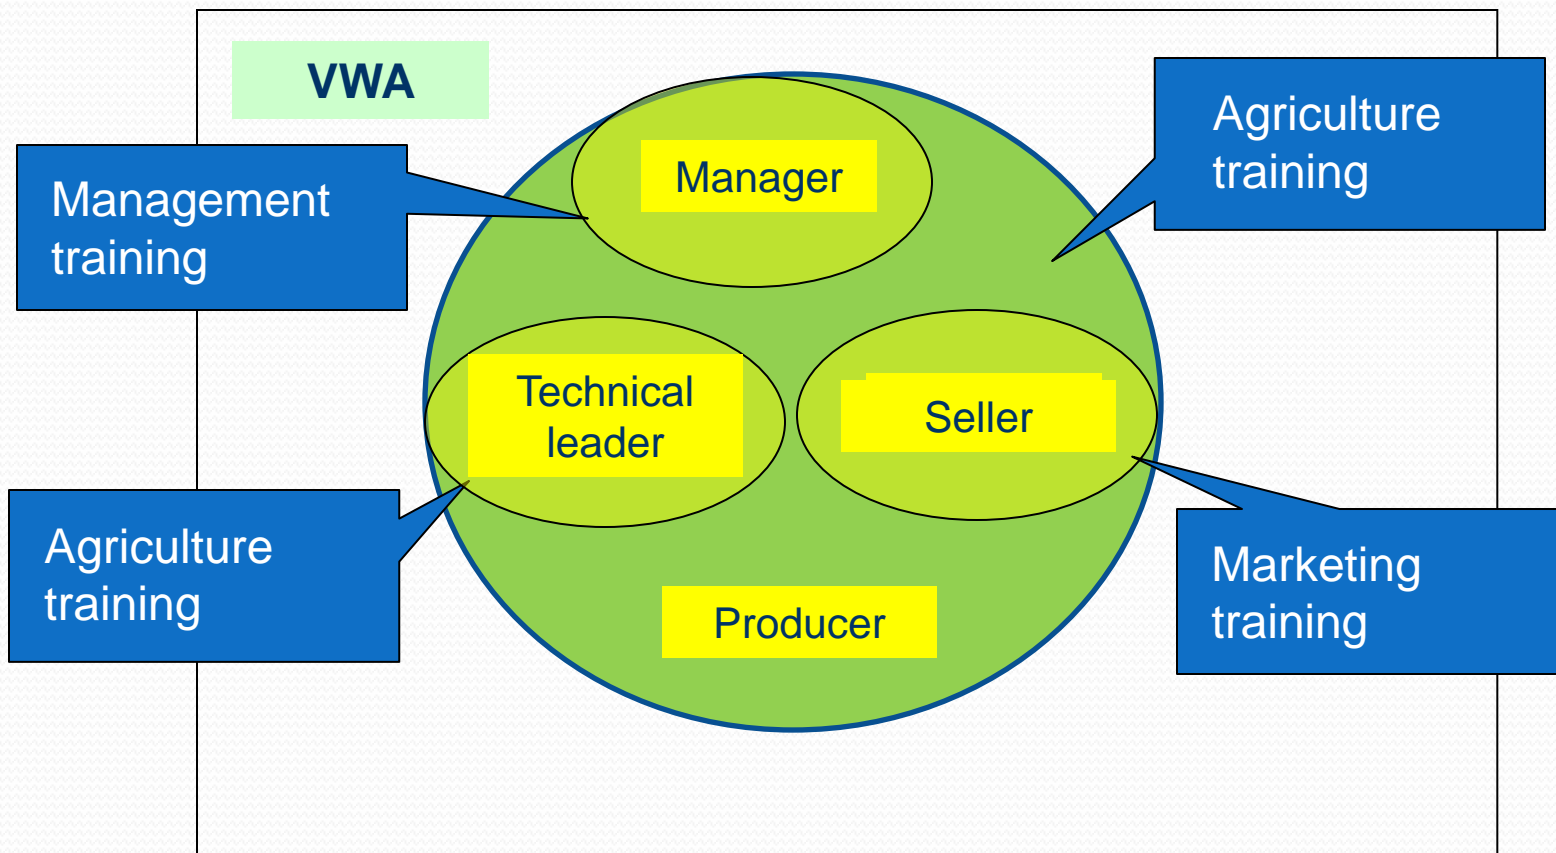 VWA
Management
training
Manager
Agriculture
training
Technical
leader
Seller
Agriculture
training
Marketing
training
Producer